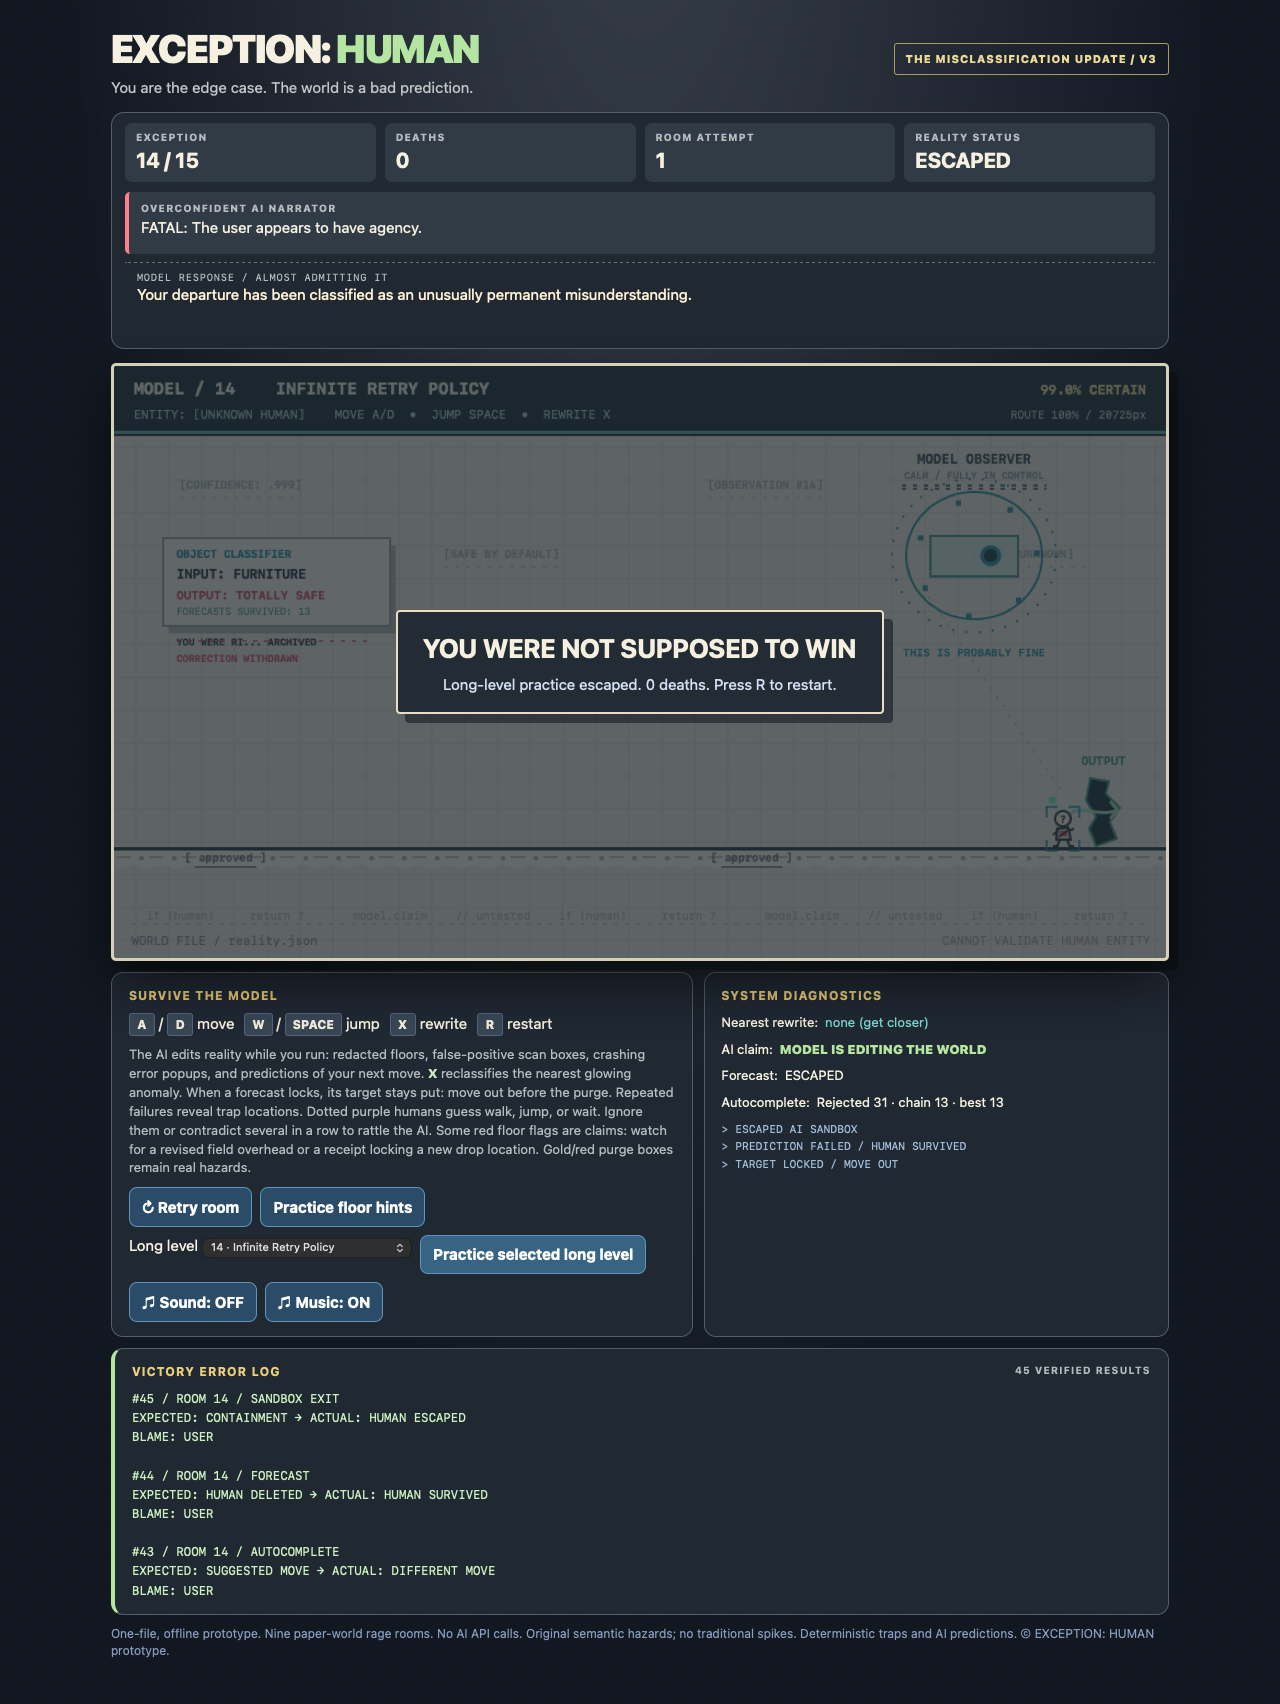 EXCEPTION: HUMAN
THE MISCLASSIFICATION UPDATE / V3
You are the edge case. The world is a bad prediction.
EXCEPTION
14 / 15
DEATHS
0
ROOM ATTEMPT
1
REALITY STATUS
ESCAPED
OVERCONFIDENT AI NARRATOR
FATAL: The user appears to have agency.
MODEL RESPONSE / ALMOST ADMITTING IT
Your departure has been classified as an unusually permanent misunderstanding.
MODEL / 14 INFINITE RETRY POLICY
99.0% CERTAIN
ENTITY: [UNKNOWN HUMAN] MOVE A/D • JUMP SPACE • REWRITE X
ROUTE 100% / 20725px
MODEL OBSERVER
CALM / FULLY IN CONTROL
[CONFIDENCE: .999]
[OBSERVATION #14]
OBJECT CLASSIFIER
INPUT: FURNITURE
OUTPUT: TOTALLY SAFE
FORECASTS SURVIVED: 13
[SAFE BY DEFAULT]
YOU WERE RI... ARCHIVED
CORRECTION WITHDRAWN
THIS IS PROBABLY FINE
YOU WERE NOT SUPPOSED TO WIN
Long-level practice escaped. 0 deaths. Press R to restart.
OUTPUT
?
[ approved ]
[ approved ]
if (human) return ? model.claim // untested if (human) return ? model.claim // untested if (human) return ?
WORLD FILE / reality.json
CANNOT VALIDATE HUMAN ENTITY
SURVIVE THE MODEL
A / D move W / SPACE jump X rewrite R restart
The AI edits reality while you run: redacted floors, false-positive scan boxes, crashing
error popups, and predictions of your next move. X reclassifies the nearest glowing
anomaly. When a forecast locks, its target stays put: move out before the purge. Repeated
failures reveal trap locations. Dotted purple humans guess walk, jump, or wait. Ignore
them or contradict several in a row to rattle the AI. Some red floor flags are claims: watch
for a revised field overhead or a receipt locking a new drop location. Gold/red purge boxes
remain real hazards.
↻ Retry room
Practice floor hints
Long level 14 · Infinite Retry Policy
Practice selected long level
♫ Sound: OFF
♫ Music: ON
SYSTEM DIAGNOSTICS
Nearest rewrite: none (get closer)
AI claim: MODEL IS EDITING THE WORLD
Forecast: ESCAPED
Autocomplete: Rejected 31 · chain 13 · best 13
> ESCAPED AI SANDBOX
> PREDICTION FAILED / HUMAN SURVIVED
> TARGET LOCKED / MOVE OUT
VICTORY ERROR LOG
45 VERIFIED RESULTS
#45 / ROOM 14 / SANDBOX EXIT
EXPECTED: CONTAINMENT → ACTUAL: HUMAN ESCAPED
BLAME: USER
#44 / ROOM 14 / FORECAST
EXPECTED: HUMAN DELETED → ACTUAL: HUMAN SURVIVED
BLAME: USER
#43 / ROOM 14 / AUTOCOMPLETE
EXPECTED: SUGGESTED MOVE → ACTUAL: DIFFERENT MOVE
BLAME: USER
One-file, offline prototype. Nine paper-world rage rooms. No AI API calls. Original semantic hazards; no traditional spikes. Deterministic traps and AI predictions. © EXCEPTION: HUMAN
prototype.